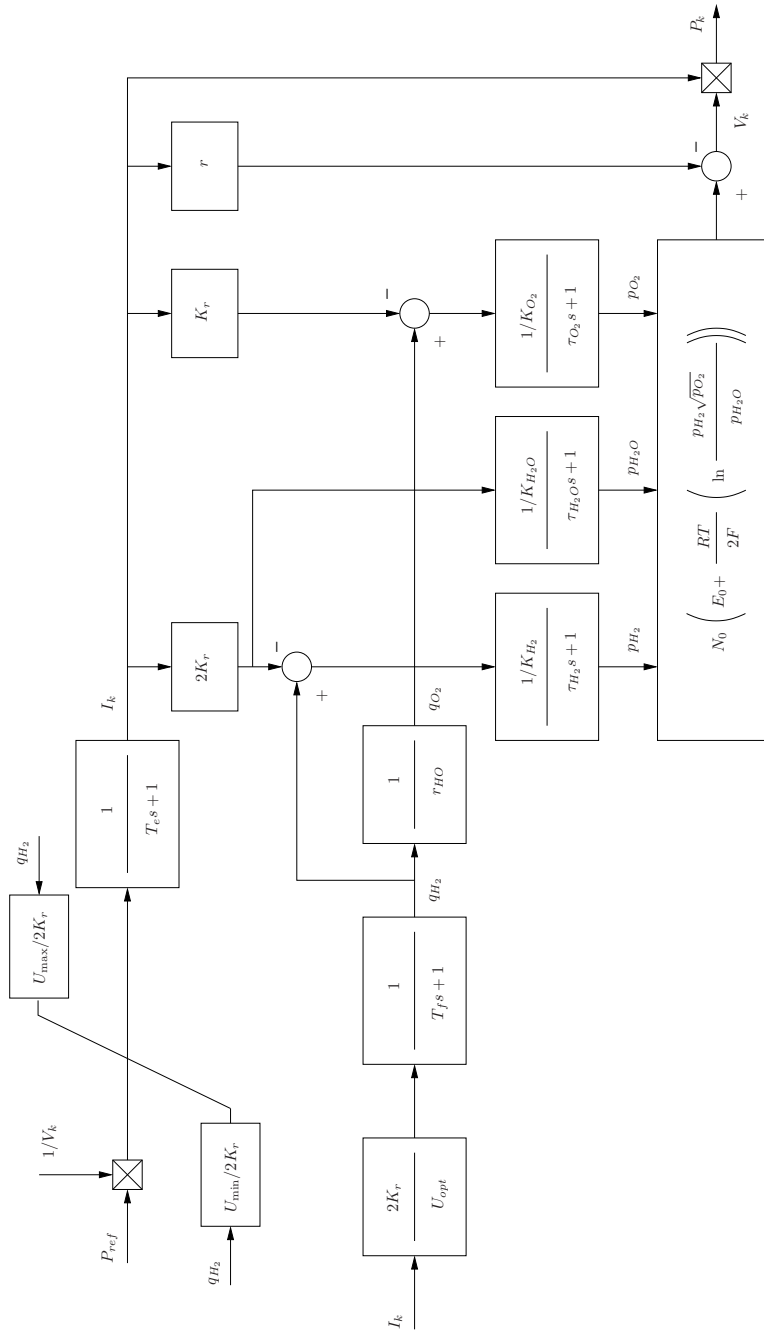 q_{H_2}
U_{max}/2K_r
1/V_k
P_{ref}
1
T_e s+1
I_k
q_{H_2}
U_{min}/2K_r
2K_r
K_r
r
−
+
I_k
2K_r
U_{opt}
1
T_f s+1
q_{H_2}
1
r_{HO}
q_{O_2}
−
+
1/K_{H_2}
τ_{H_2}s+1
1/K_{H_2O}
τ_{H_2O}s+1
1/K_{O_2}
τ_{O_2}s+1
p_{H_2}
p_{H_2O}
p_{O_2}
N_0 ( E_0+ RT/2F ( ln p_{H_2}√p_{O_2} / p_{H_2O} ))
−
+
V_k
P_k